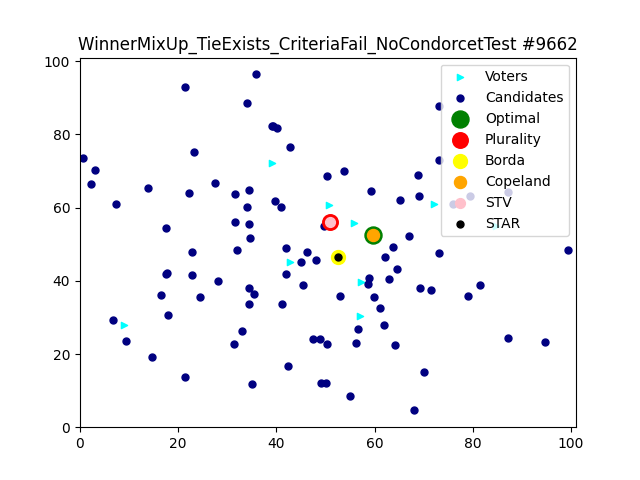 WinnerMixUp_TieExists_CriteriaFail_NoCondorcetTest #9662
Voters
Candidates
Optimal
Plurality
Borda
Copeland
STV
STAR
100
80
60
40
20
0
0 20 40 60 80 100